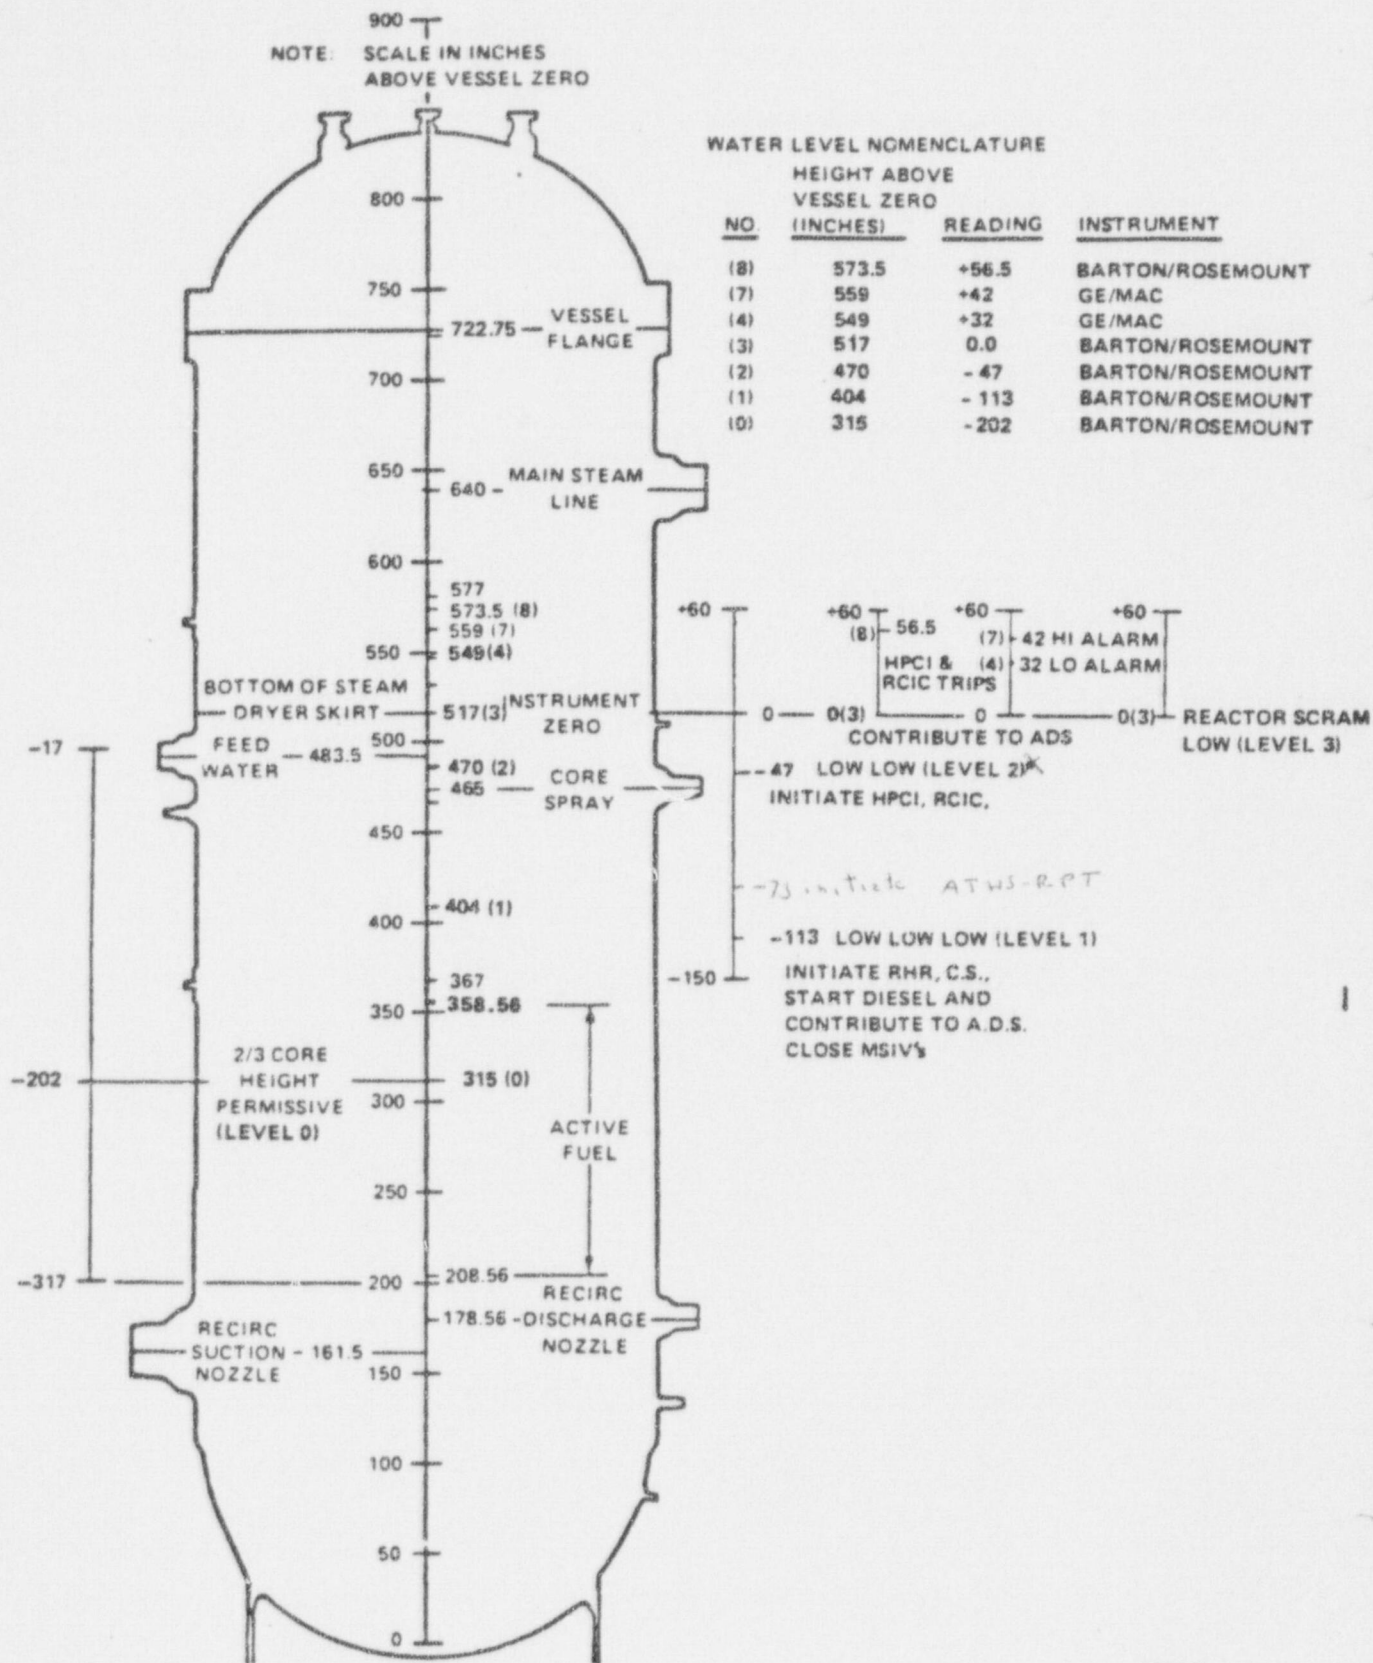 900
NOTE: SCALE IN INCHES
ABOVE VESSEL ZERO
WATER LEVEL NOMENCLATURE
HEIGHT ABOVE
VESSEL ZERO
NO. (INCHES) READING INSTRUMENT
(8) 573.5 +56.5 BARTON/ROSEMOUNT
(7) 559 +42 GE/MAC
(4) 549 +32 GE/MAC
(3) 517 0.0 BARTON/ROSEMOUNT
(2) 470 -47 BARTON/ROSEMOUNT
(1) 404 -113 BARTON/ROSEMOUNT
(0) 315 -202 BARTON/ROSEMOUNT
800
750
722.75 VESSEL
FLANGE
700
650
640 MAIN STEAM
LINE
600
577
573.5 (8)
559 (7)
550
549(4)
BOTTOM OF STEAM
DRYER SKIRT
517(3) INSTRUMENT
ZERO
500
-17
FEED
WATER
483.5
470 (2)
465
CORE
SPRAY
450
404 (1)
400
367
358.56
350
2/3 CORE
HEIGHT
PERMISSIVE
(LEVEL 0)
-202
315 (0)
300
ACTIVE
FUEL
250
-317
200
208.56
RECIRC
178.56 -DISCHARGE
NOZZLE
RECIRC
SUCTION - 161.5
NOZZLE
150
100
50
0
+60
+60
+60
+60
(8) 56.5
(7) 42 HI ALARM
HPCI & (4) 32 LO ALARM
RCIC TRIPS
0 0(3) 0 0(3) REACTOR SCRAM
LOW (LEVEL 3)
CONTRIBUTE TO ADS
-47 LOW LOW (LEVEL 2)
INITIATE HPCI, RCIC,
initiate ATWS-RPT
-113 LOW LOW LOW (LEVEL 1)
-150
INITIATE RHR, C.S.,
START DIESEL AND
CONTRIBUTE TO A.D.S.
CLOSE MSIV's